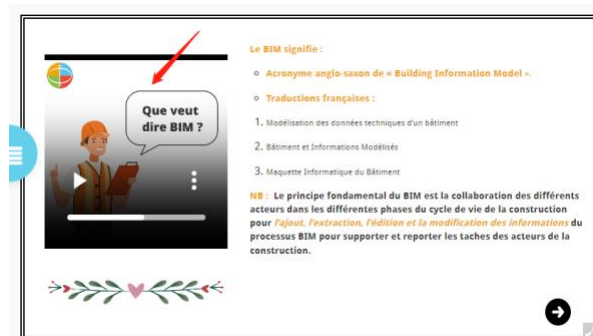 Que veut
dire BIM ?
Le BIM signifie :
Acronyme anglo-saxon de « Building Information Model ».
Traductions françaises :
1. Modélisation des données techniques d'un bâtiment
2. Bâtiment et Informations Modélisés
3. Maquette Informatique du Bâtiment
NB : Le principe fondamental du BIM est la collaboration des différents
acteurs dans les différentes phases du cycle de vie de la construction
pour l'ajout, l'extraction, l'édition et la modification des informations du
processus BIM pour supporter et reporter les taches des acteurs de la
construction.